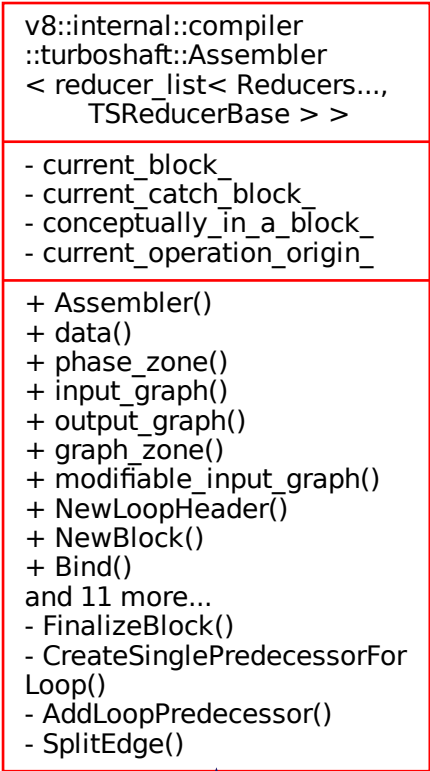 v8::internal::compiler
::turboshaft::Assembler
< reducer_list< Reducers...,
TSReducerBase > >
- current_block_
- current_catch_block_
- conceptually_in_a_block_
- current_operation_origin_
+ Assembler()
+ data()
+ phase_zone()
+ input_graph()
+ output_graph()
+ graph_zone()
+ modifiable_input_graph()
+ NewLoopHeader()
+ NewBlock()
+ Bind()
and 11 more...
- FinalizeBlock()
- CreateSinglePredecessorFor
Loop()
- AddLoopPredecessor()
- SplitEdge()